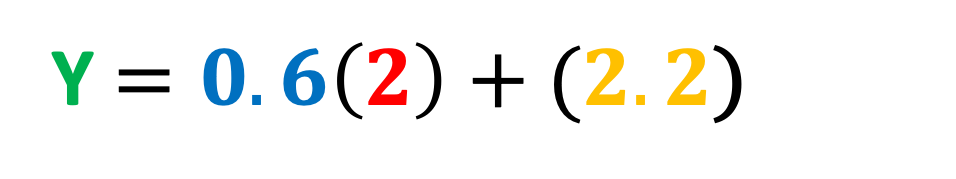 Y = 0.6(2) + (2.2)